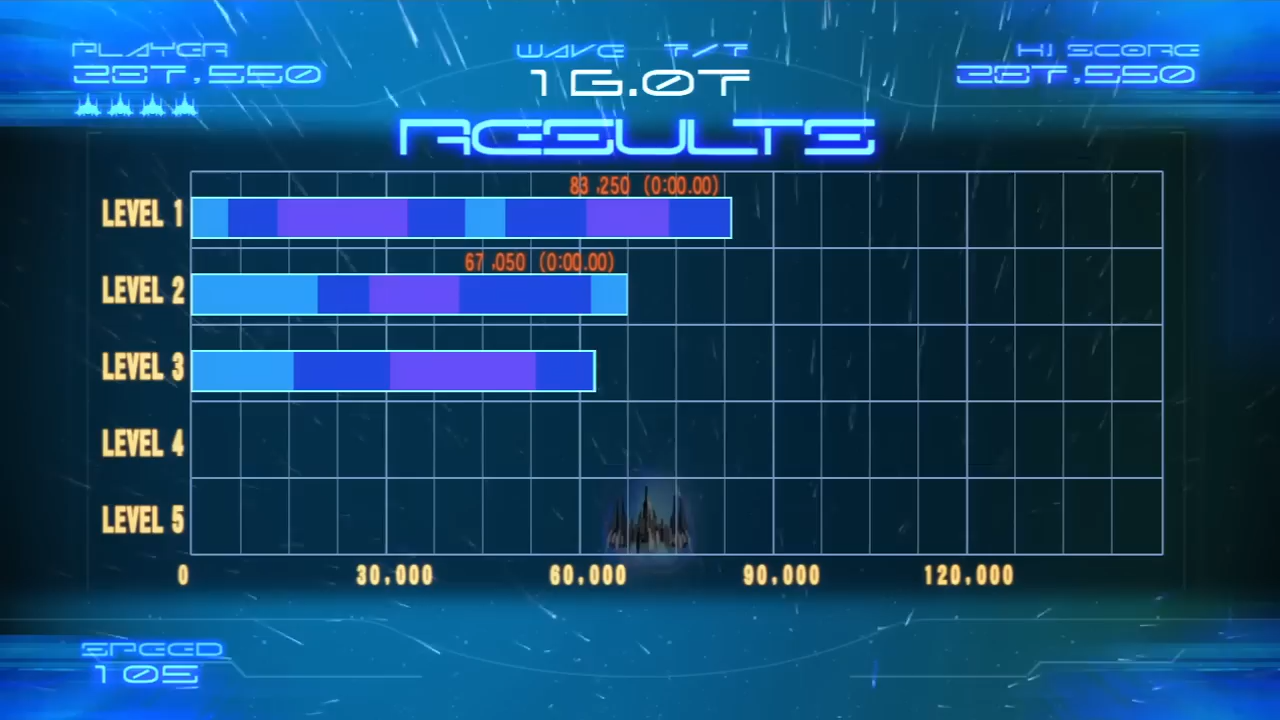 PLAYER
287,550
WAVE 7/7
16.07
HI SCORE
287,550
RESULTS
83,250 (0:00.00)
LEVEL 1
67,050 (0:00.00)
LEVEL 2
LEVEL 3
LEVEL 4
LEVEL 5
0 30,000 60,000 90,000 120,000
SPEED
105